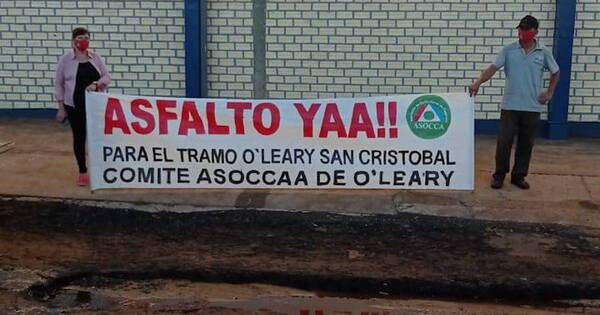 ASFALTO YAA!!
ASOCCA
PARA EL TRAMO O`LEARY SAN CRISTOBAL
COMITE ASOCCAA DE O'LEARY